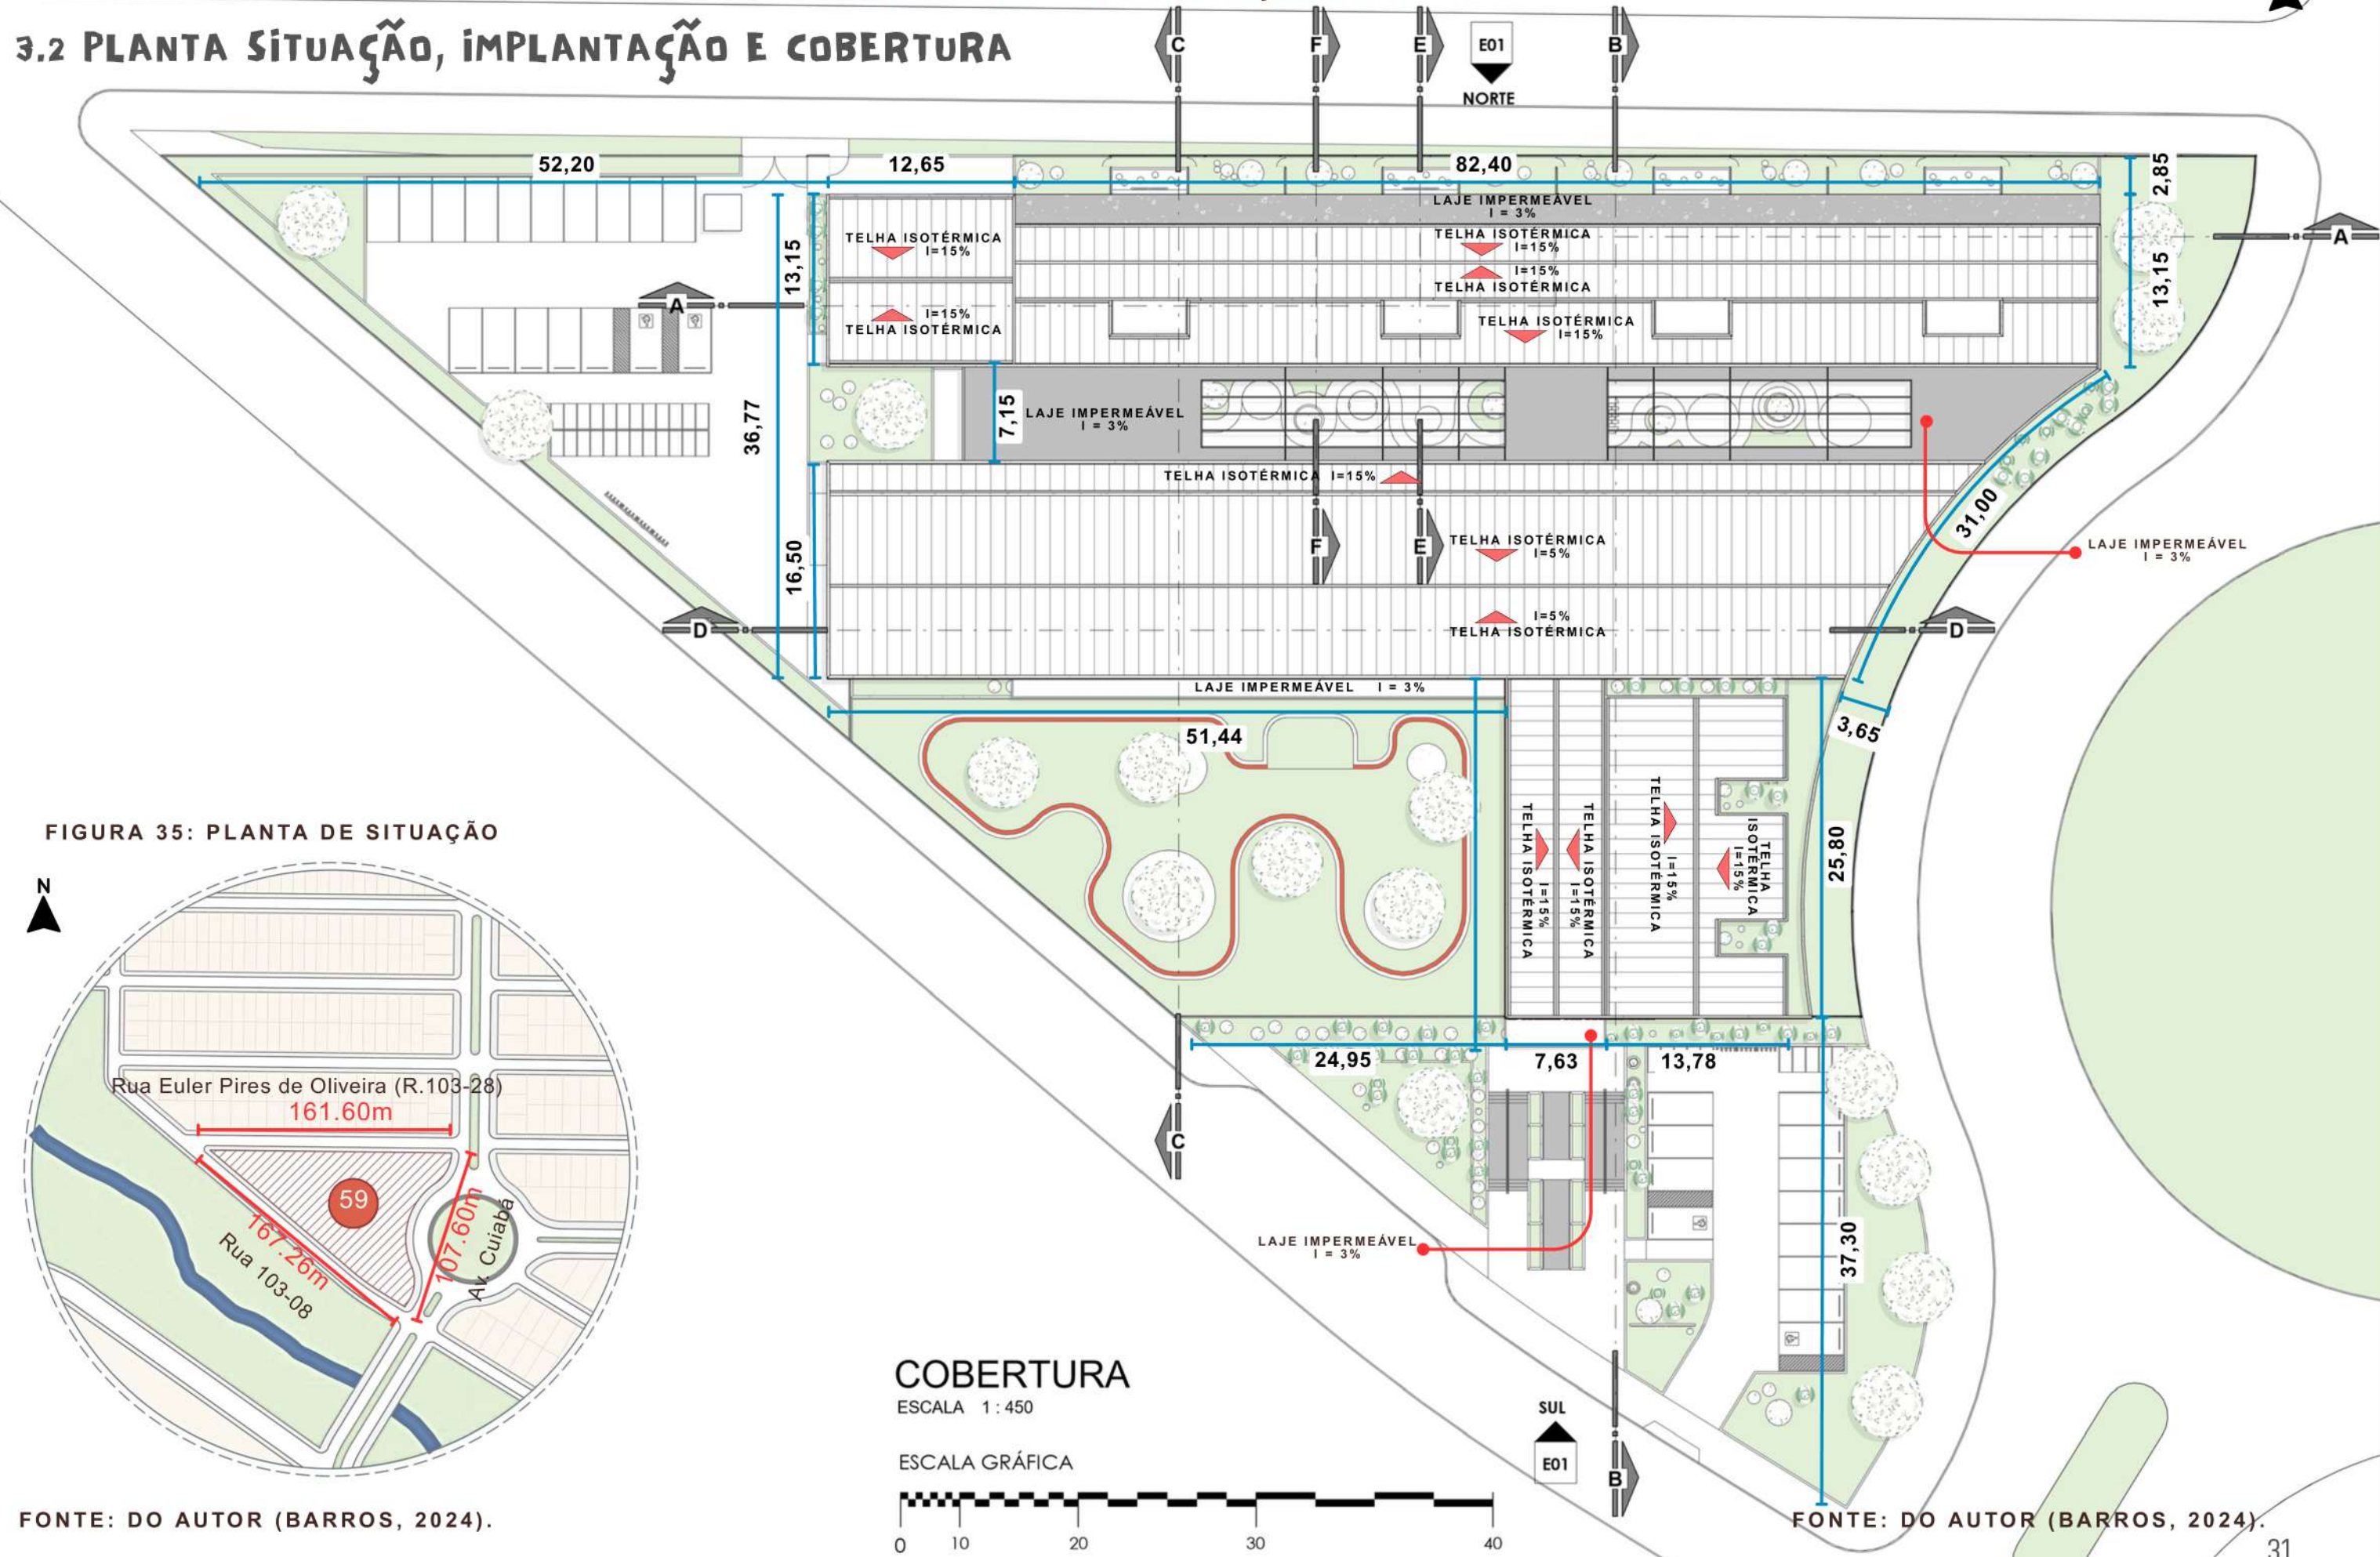 3.2 PLANTA SITUAÇÃO, IMPLANTAÇÃO E COBERTURA
C
F
E
E01
B
NORTE
52,20
12,65
82,40
2,85
LAJE IMPERMEÁVEL
I = 3%
TELHA ISOTÉRMICA
I=15%
TELHA ISOTÉRMICA
I=15%
A
13,15
13,15
I=15%
TELHA ISOTÉRMICA
A
I=15%
TELHA ISOTÉRMICA
TELHA ISOTÉRMICA
I=15%
36,77
7,15
LAJE IMPERMEÁVEL
I = 3%
TELHA ISOTÉRMICA I=15%
31,00
F
E
TELHA ISOTÉRMICA
I=5%
LAJE IMPERMEÁVEL
I = 3%
16,50
D
I=5%
TELHA ISOTÉRMICA
D
LAJE IMPERMEÁVEL I = 3%
51,44
3,65
TELHA ISOTÉRMICA
I=15%
TELHA ISOTÉRMICA
I=15%
TELHA ISOTÉRMICA
I=15%
TELHA
ISOTÉRMICA
I=15%
25,80
24,95
7,63
13,78
C
LAJE IMPERMEÁVEL
I = 3%
37,30
FIGURA 35: PLANTA DE SITUAÇÃO
N
Rua Euler Pires de Oliveira (R.103-28)
161.60m
59
167.26m
Rua 103-08
107.60m
Av. Cuiabá
COBERTURA
ESCALA 1 : 450
ESCALA GRÁFICA
0 10 20 30 40
SUL
E01
B
FONTE: DO AUTOR (BARROS, 2024).
FONTE: DO AUTOR (BARROS, 2024).
31